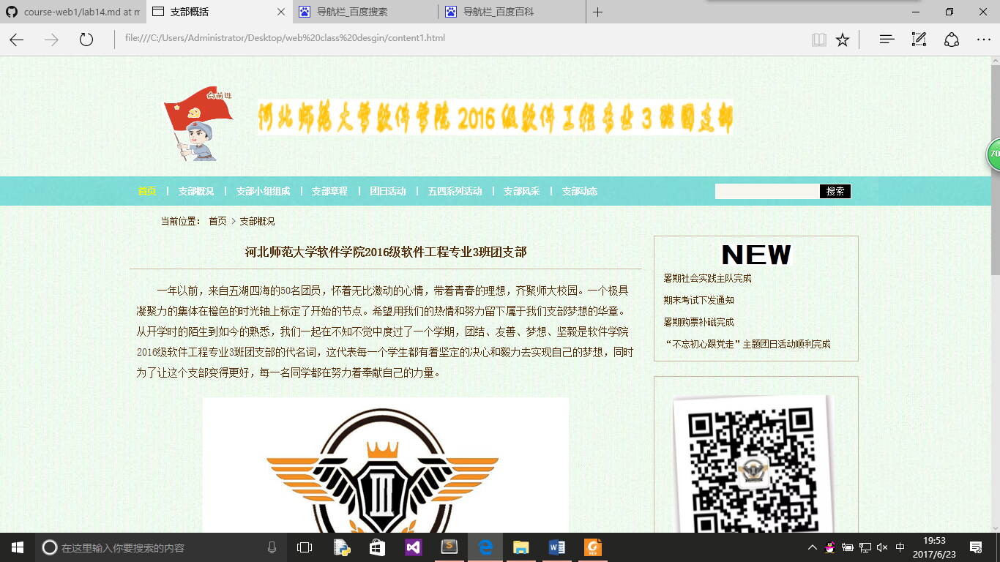 course-web1/lab14.md at m
支部概括
导航栏_百度搜索
导航栏_百度百科
file:///C:/Users/Administrator/Desktop/web%20class%20desgin/content1.html
向前进
河北师范大学软件学院2016级软件工程专业3班团支部
70
首页 | 支部概况 | 支部小组组成 | 支部章程 | 团日活动 | 五四系列活动 | 支部风采 | 支部动态
搜索
当前位置： 首页 > 支部概况
河北师范大学软件学院2016级软件工程专业3班团支部
一年以前，来自五湖四海的50名团员，怀着无比激动的心情，带着青春的理想，齐聚师大校园。一个极具
凝聚力的集体在橙色的时光轴上标定了开始的节点。希望用我们的热情和努力留下属于我们支部梦想的华章。
从开学时的陌生到如今的熟悉，我们一起在不知不觉中度过了一个学期，团结、友善、梦想、坚毅是软件学院
2016级软件工程专业3班团支部的代名词，这代表每一个学生都有着坚定的决心和毅力去实现自己的梦想，同时
为了让这个支部变得更好，每一名同学都在努力着奉献自己的力量。
III
NEW
署期社会实践主队完成
期末考试下发通知
署期购票补磁完成
“不忘初心跟党走”主题团日活动顺利完成
在这里输入你要搜索的内容
中
19:53
2017/6/23